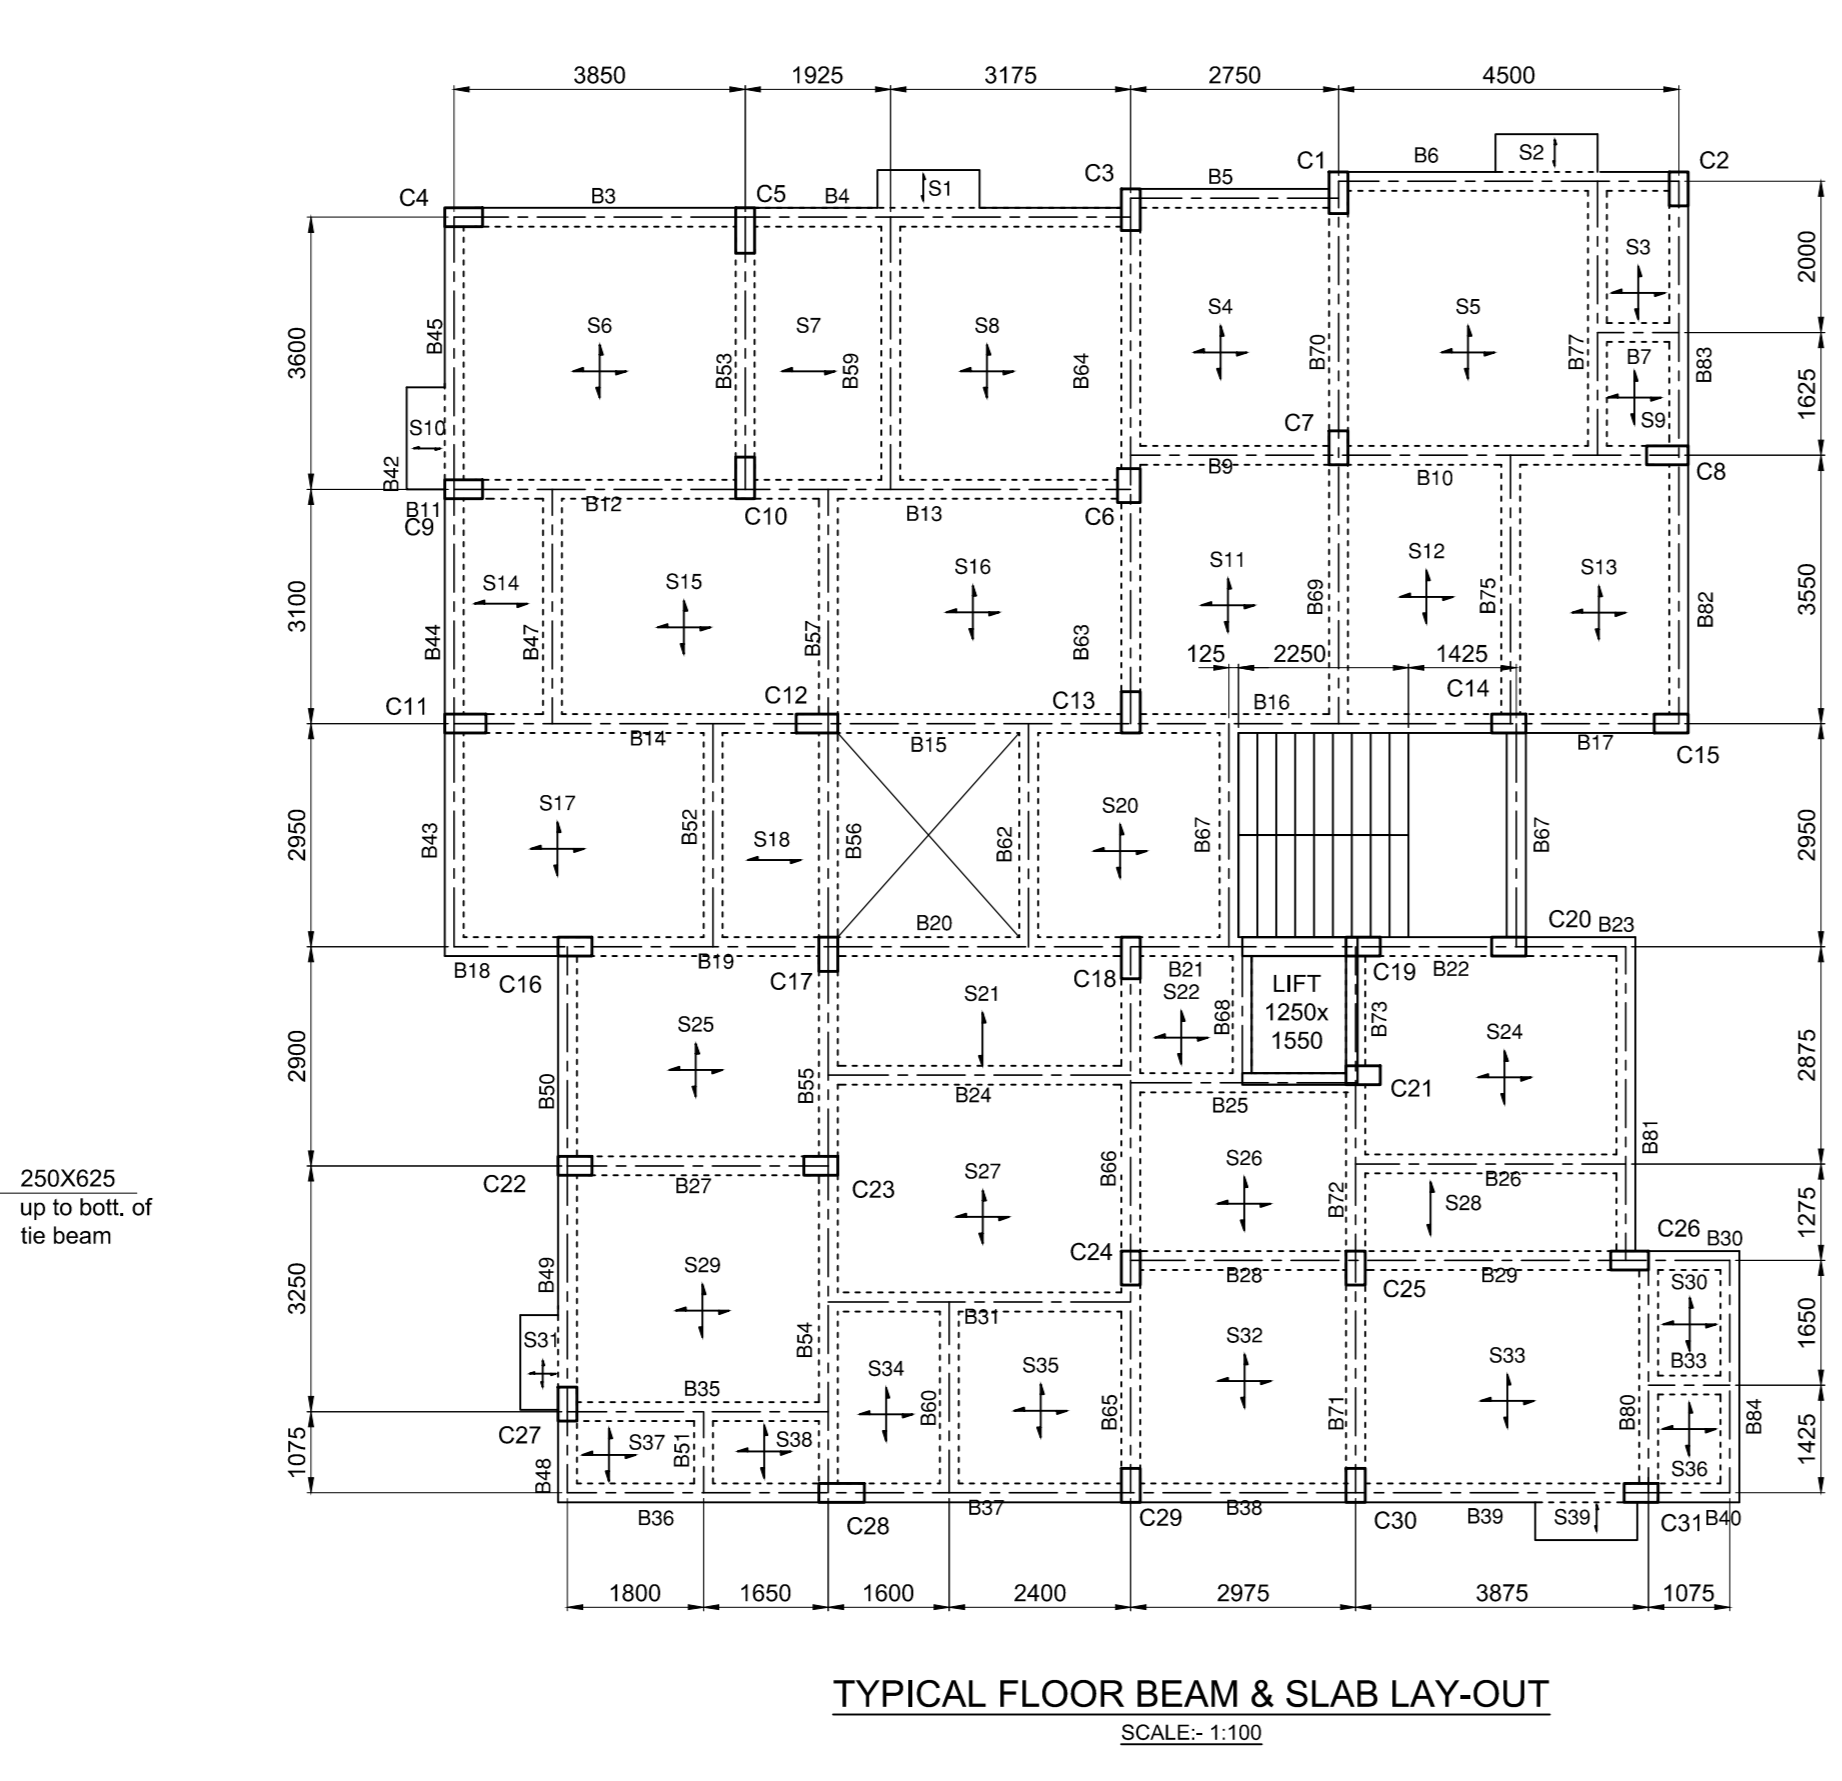 3850 1925 3175 2750 4500
S2
C1 B6 C2
C3 B5
S1
C4 B3 C5 B4
2000
S3
S4 S5
S6 S7 S8
3600 B45 B53 B59 B64 B70 B77 B7 B83
1625
S10 C7 S9
B42 B9 B10 C8
B11 B12 C10 B13 C6
C9
S11 S12 S13
S14 S15 S16
3100 B44 B47 B57 B63 B69 B75 B82 3550
125 2250 1425
C11 C12 C13 B16 C14
B14 B15 B17 C15
S17 S18 S20
2950 B43 B52 B56 B62 B67 B67 2950
B20 C20 B23
B18 C16 B19 C17 C18 B21 C19 B22
LIFT
1250x
1550
S21 S22 B68 B73 S24
S25
2900 B50 B55 2875
B24 B25 C21
250X625
up to bott. of
tie beam
C22 B27 C23 S27 B66 S26 B72 B26 B81
S28 1275
C24 C26 B30
S29 B28 C25 B29 S30
3250 B49 B31 1650
S31 B54 S32 S33 B33
S34 S35
B35 B60 B65 B71 B80 B84
C27 S37 S38 1425
1075 B48 B51 S36
B36 C28 B37 C29 B38 C30 B39 S39 C31 B40
1800 1650 1600 2400 2975 3875 1075
TYPICAL FLOOR BEAM & SLAB LAY-OUT
SCALE:- 1:100